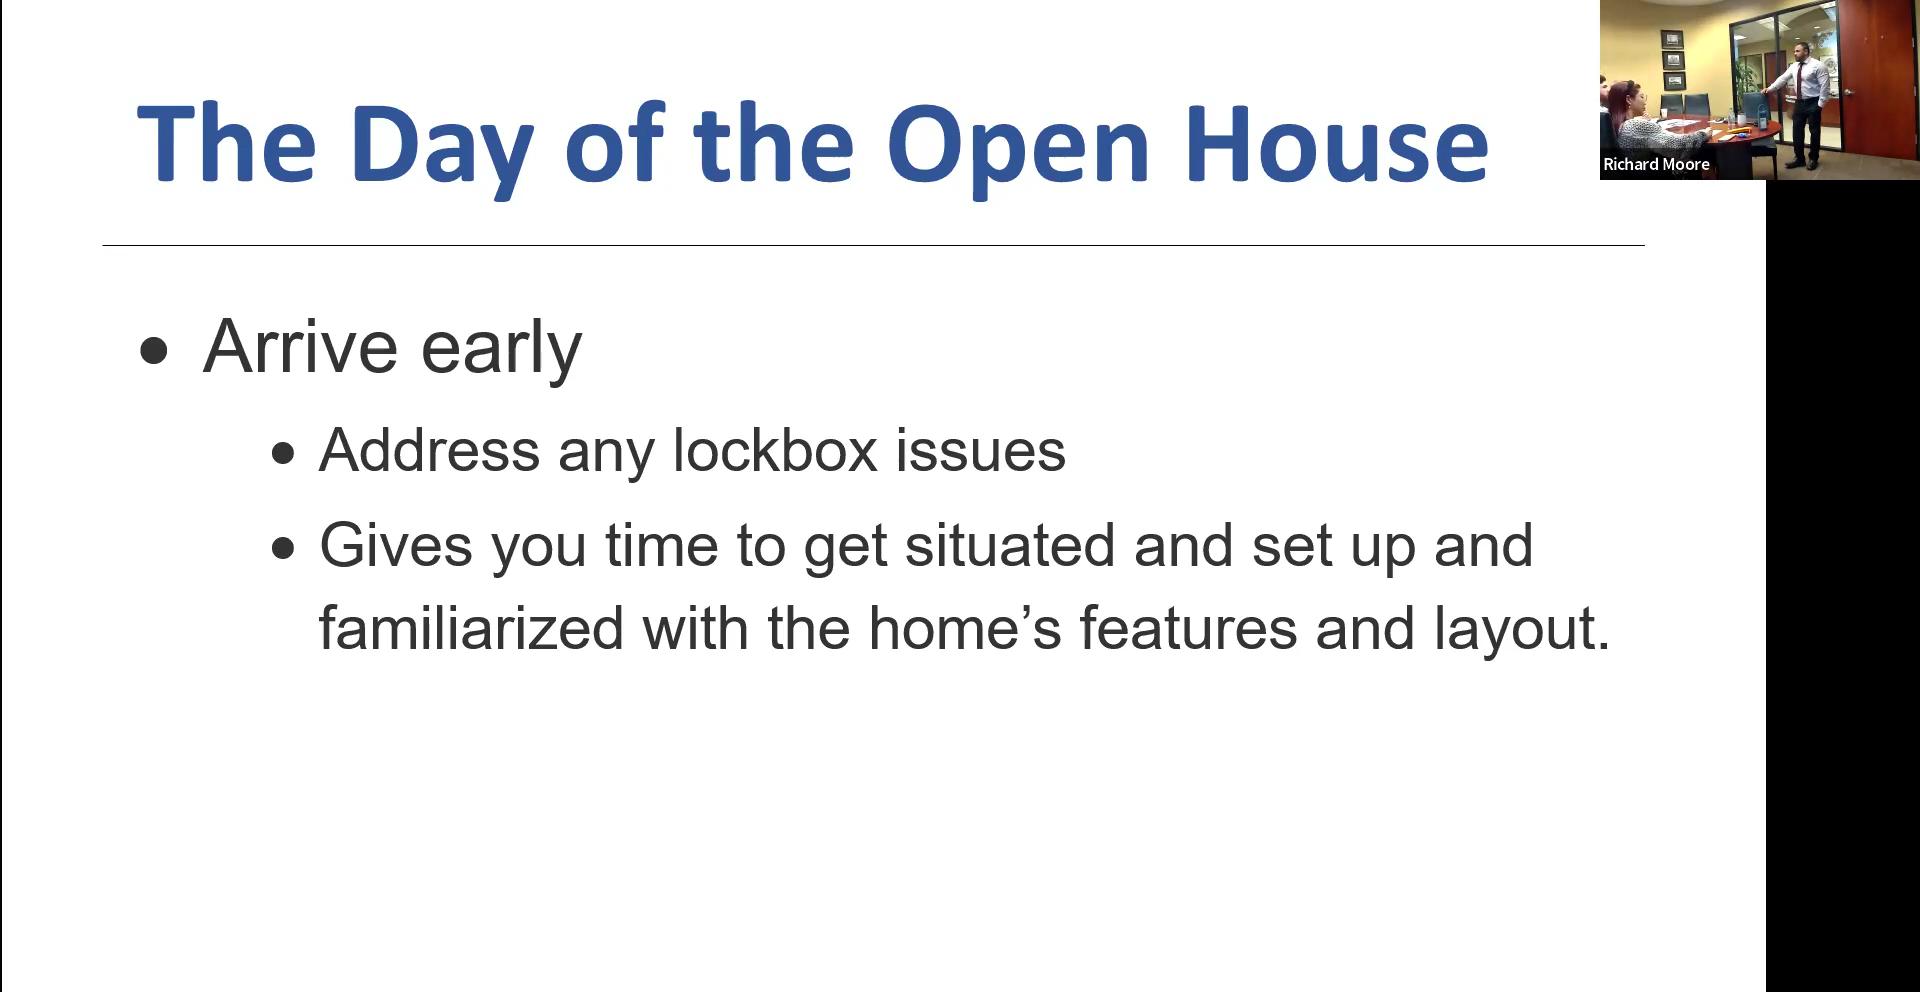 The Day of the Open House
Richard Moore
● Arrive early
● Address any lockbox issues
● Gives you time to get situated and set up and
familiarized with the home’s features and layout.